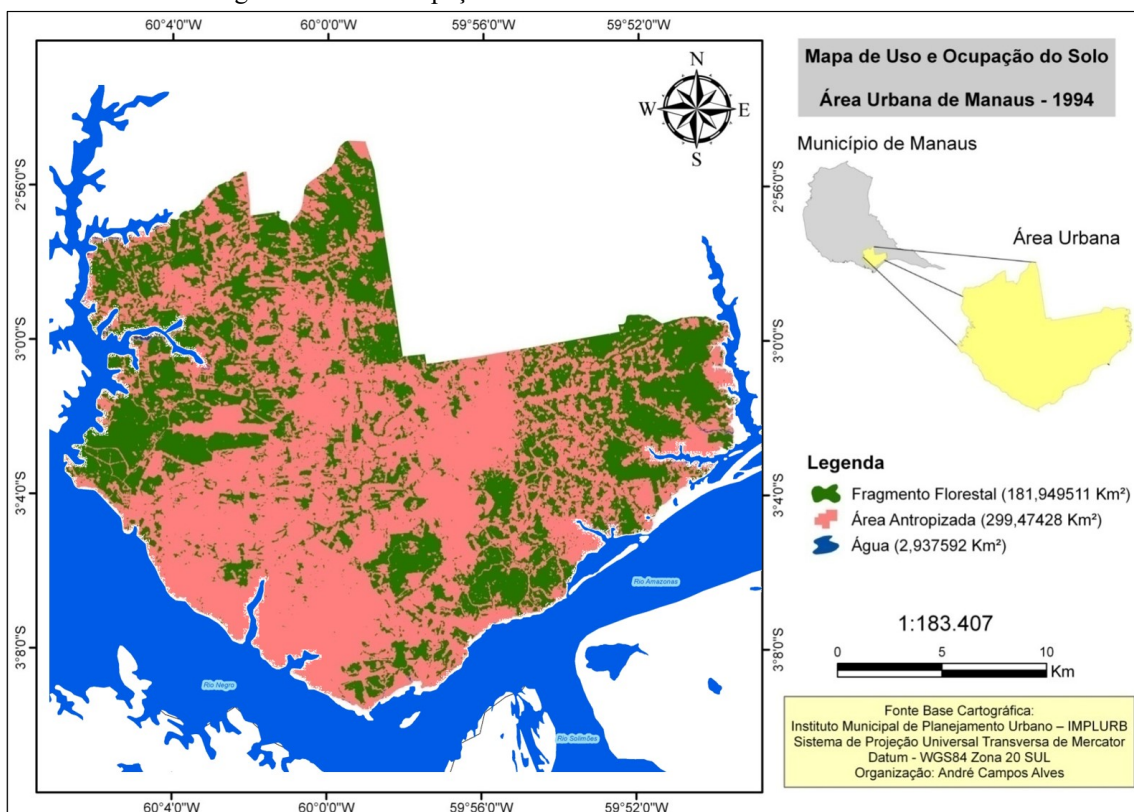 60°4'0"W 60°0'0"W 59°56'0"W 59°52'0"W
N
W E
S
2°56'0"S
3°0'0"S
3°4'0"S
3°8'0"S
2°56'0"S
3°0'0"S
3°4'0"S
3°8'0"S
Rio Negro
Rio Amazonas
Rio Solimões
60°4'0"W 60°0'0"W 59°56'0"W 59°52'0"W
Mapa de Uso e Ocupação do Solo
Área Urbana de Manaus - 1994
Município de Manaus
Área Urbana
Legenda
Fragmento Florestal (181,949511 Km²)
Área Antropizada (299,47428 Km²)
Água (2,937592 Km²)
1:183.407
0 5 10
Km
Fonte Base Cartográfica:
Instituto Municipal de Planejamento Urbano – IMPLURB
Sistema de Projeção Universal Transversa de Mercator
Datum - WGS84 Zona 20 SUL
Organização: André Campos Alves